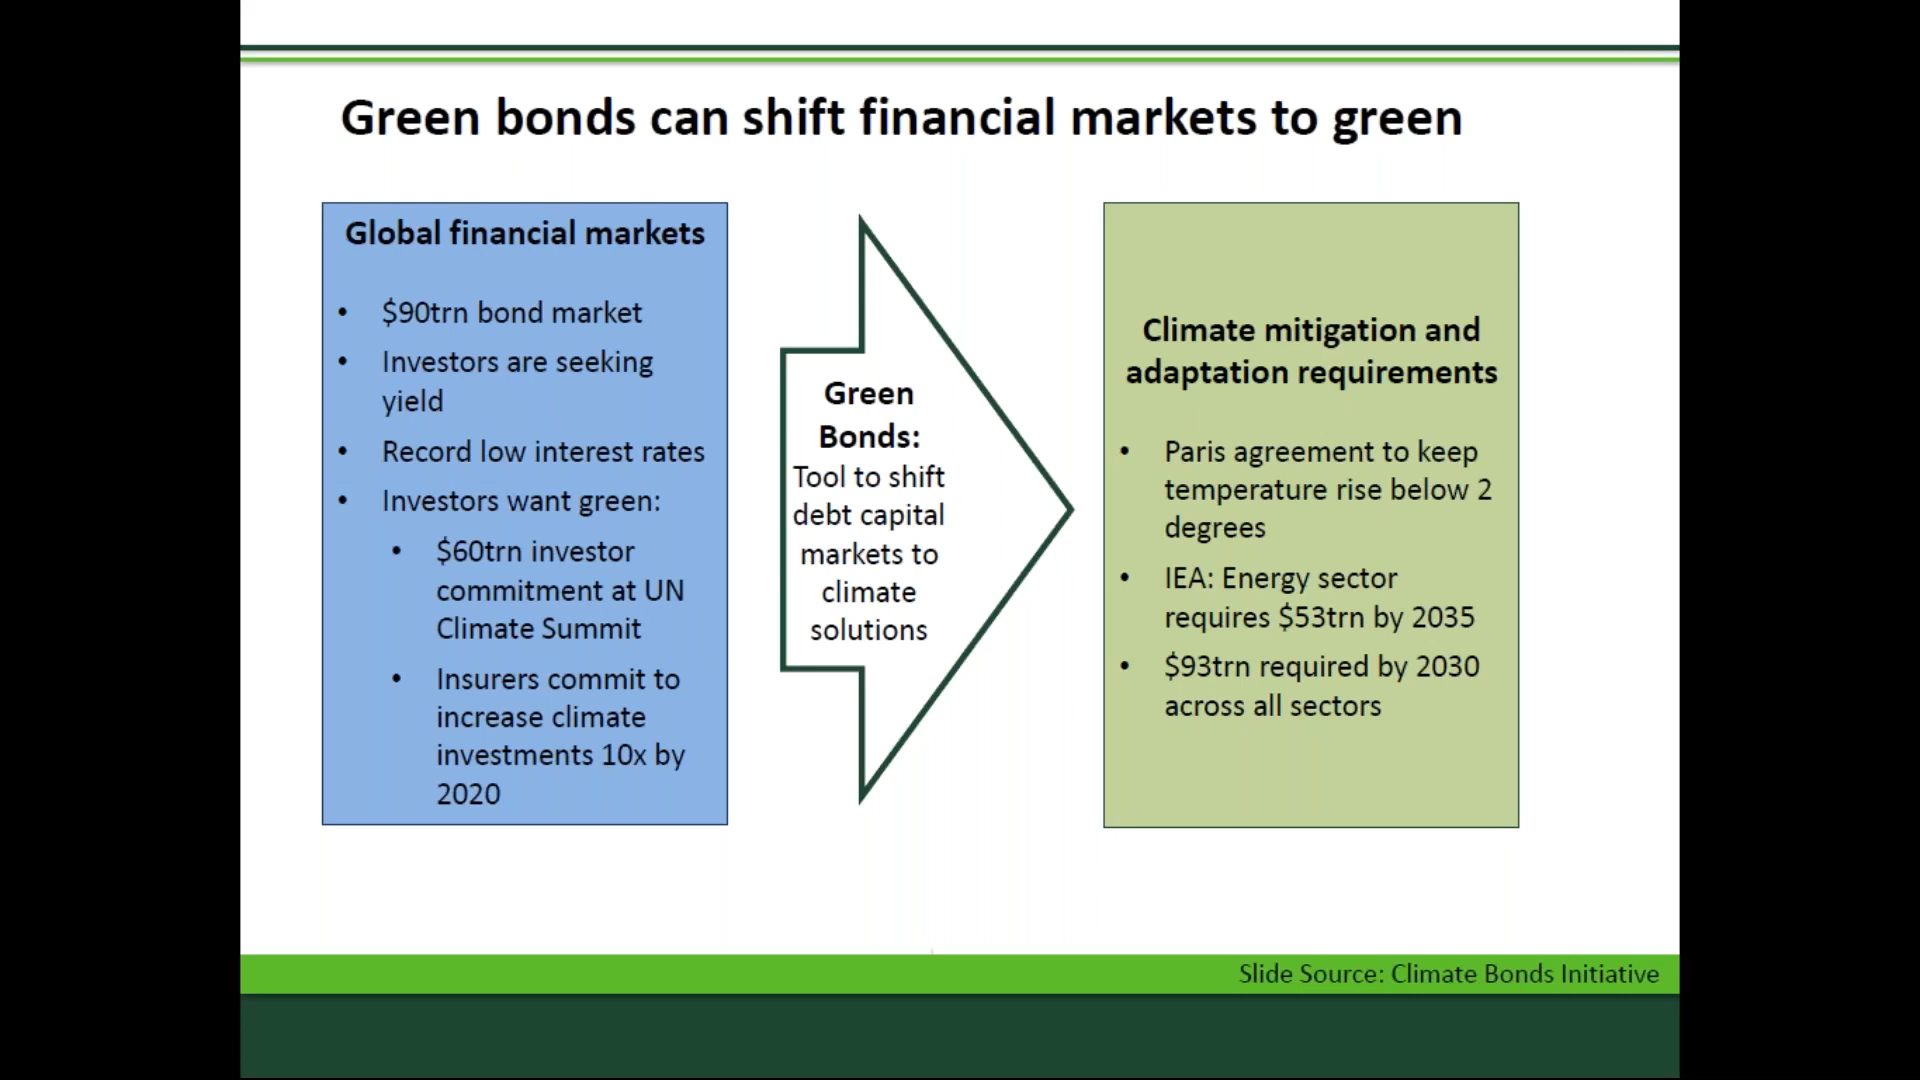 Green bonds can shift financial markets to green
Global financial markets
• $90trn bond market
• Investors are seeking
yield
• Record low interest rates
• Investors want green:
• $60trn investor
commitment at UN
Climate Summit
• Insurers commit to
increase climate
investments 10x by
2020
Green
Bonds:
Tool to shift
debt capital
markets to
climate
solutions
Climate mitigation and
adaptation requirements
• Paris agreement to keep
temperature rise below 2
degrees
• IEA: Energy sector
requires $53trn by 2035
• $93trn required by 2030
across all sectors
Slide Source: Climate Bonds Initiative